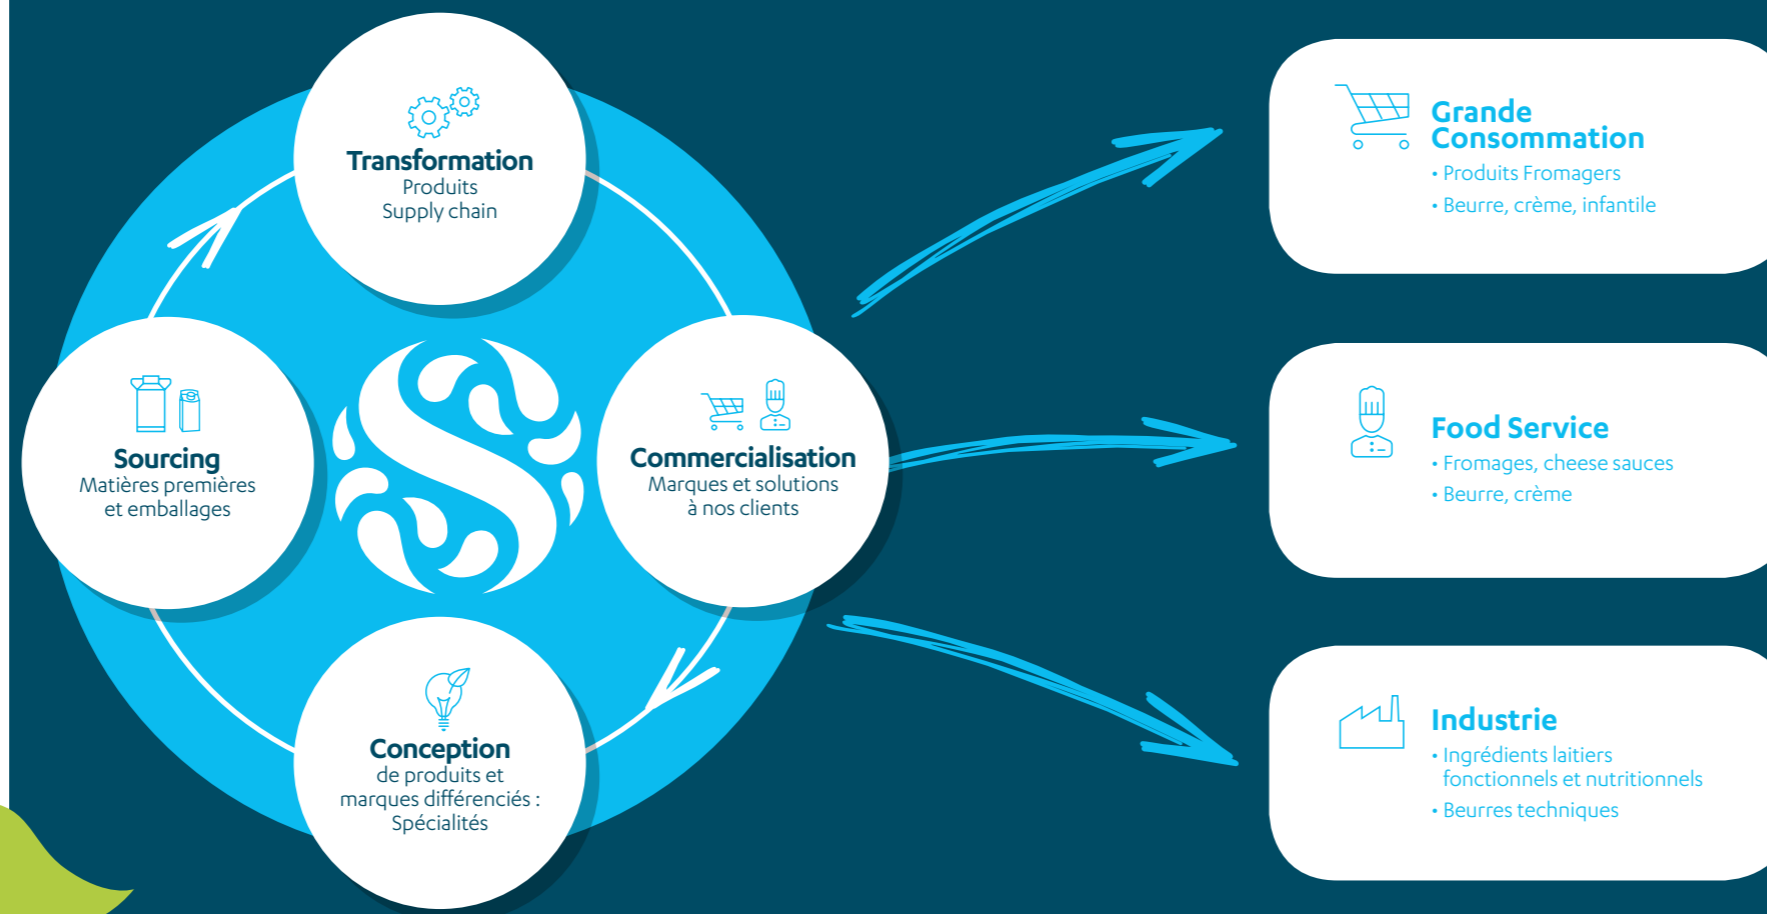 Transformation
Produits
Supply chain
Sourcing
Matières premières
et emballages
Commercialisation
Marques et solutions
à nos clients
Conception
de produits et
marques différenciés :
Spécialités
Grande
Consommation
• Produits Fromagers
• Beurre, crème, infantile
Food Service
• Fromages, cheese sauces
• Beurre, crème
Industrie
• Ingrédients laitiers
fonctionnels et nutritionnels
• Beurres techniques